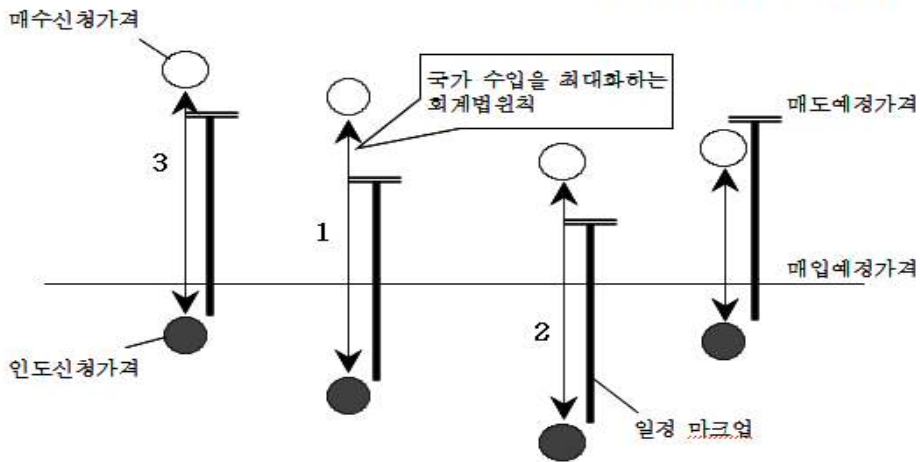 매수신청가격
국가 수입을 최대화하는
회계법원칙
매도예정가격
3
1
매입예정가격
2
인도신청가격
일정 마크업